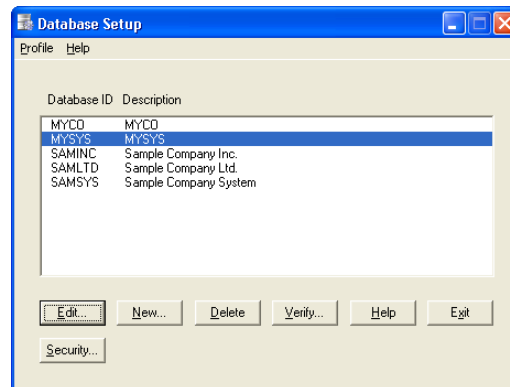 Database Setup
Profile Help
Database ID Description
MYCO MYCO
MYSYS MYSYS
SAMINC Sample Company Inc.
SAMLTD Sample Company Ltd.
SAMSYS Sample Company System
Edit... New... Delete Verify... Help Exit
Security...